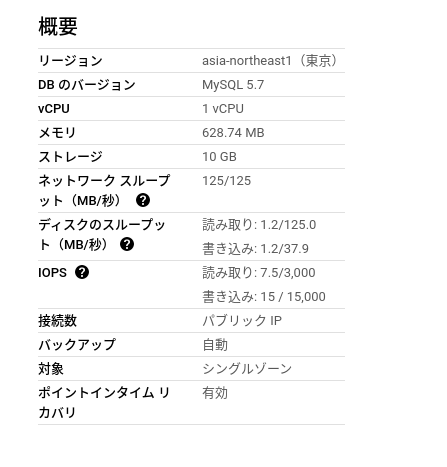 概要
リージョン asia-northeast1（東京）
DB のバージョン MySQL 5.7
vCPU 1 vCPU
メモリ 628.74 MB
ストレージ 10 GB
ネットワーク スループ 125/125
ット（MB/秒） ?
ディスクのスループッ 読み取り: 1.2/125.0
ト（MB/秒） ? 書き込み: 1.2/37.9
IOPS ? 読み取り: 7.5/3,000
書き込み: 15 / 15,000
接続数 パブリック IP
バックアップ 自動
対象 シングルゾーン
ポイントインタイム リ 有効
カバリ